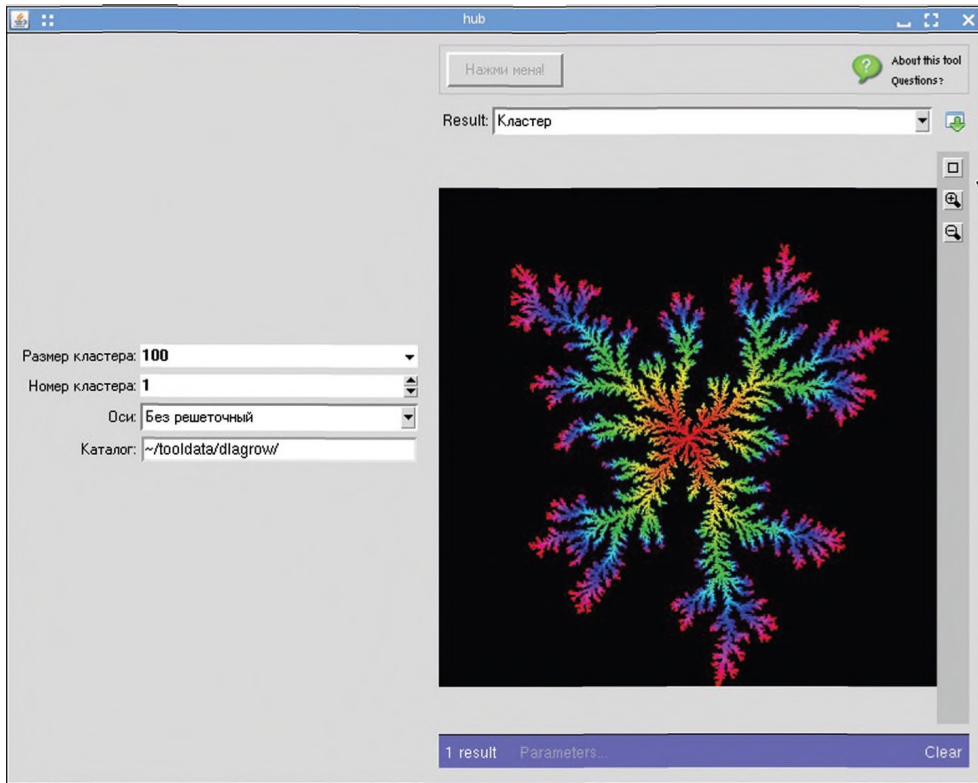 hub
Нажми меня!
About this tool
Questions?
Result: Кластер
Размер кластера: 100
Номер кластера: 1
Оси: Без решеточный
Каталог: ~/tooldata/dlagrow/
1 result Parameters... Clear